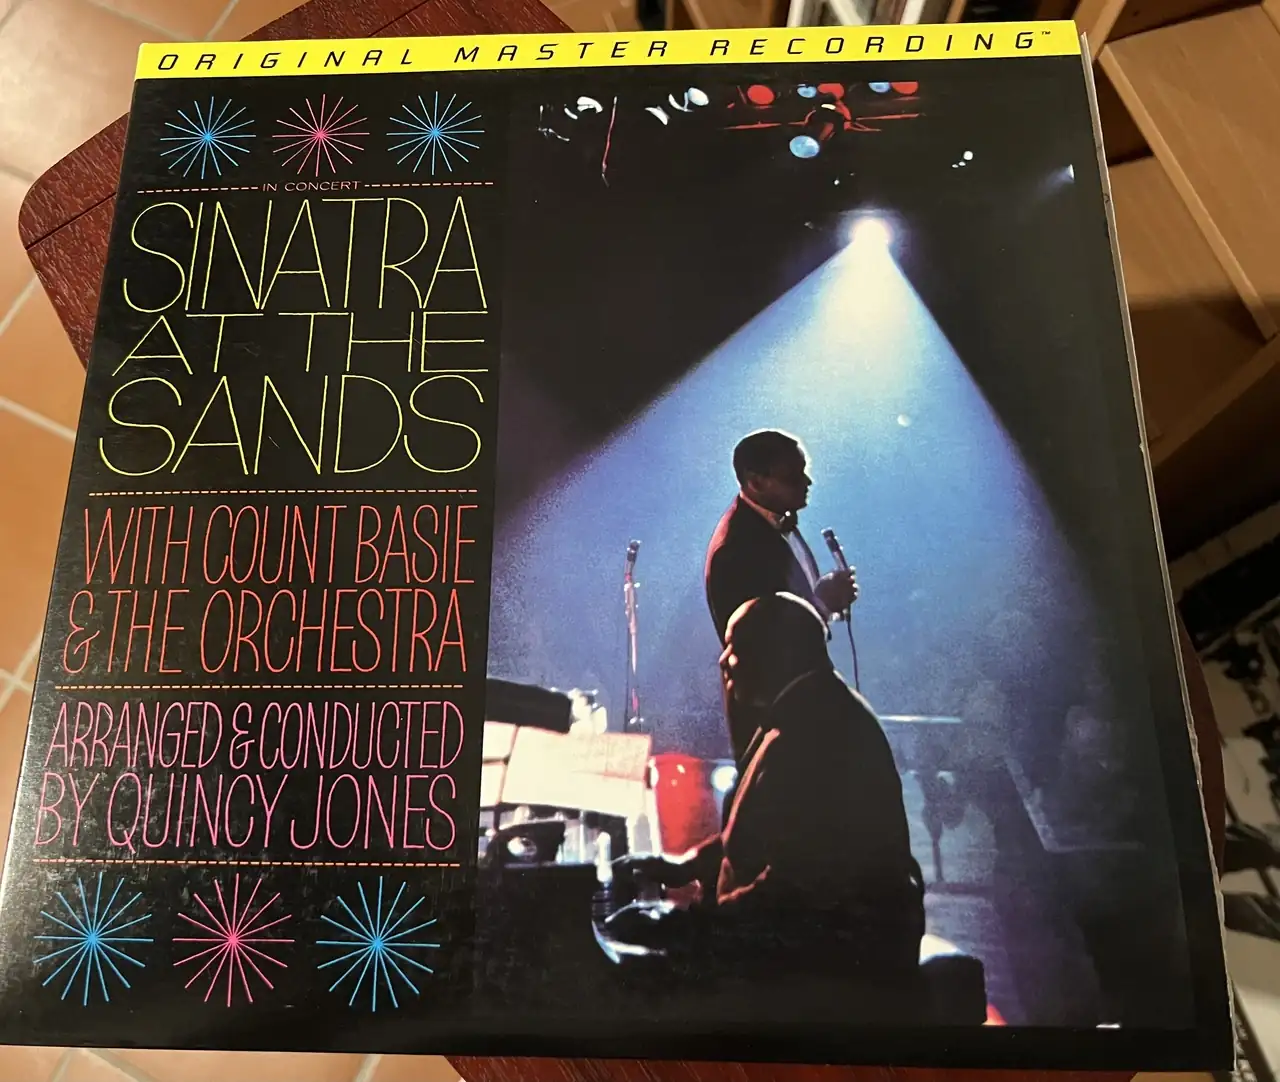 ORIGINAL MASTER RECORDING™
IN CONCERT
SINATRA
AT THE
SANDS
WITH COUNT BASIE
& THE ORCHESTRA
ARRANGED & CONDUCTED
BY QUINCY JONES